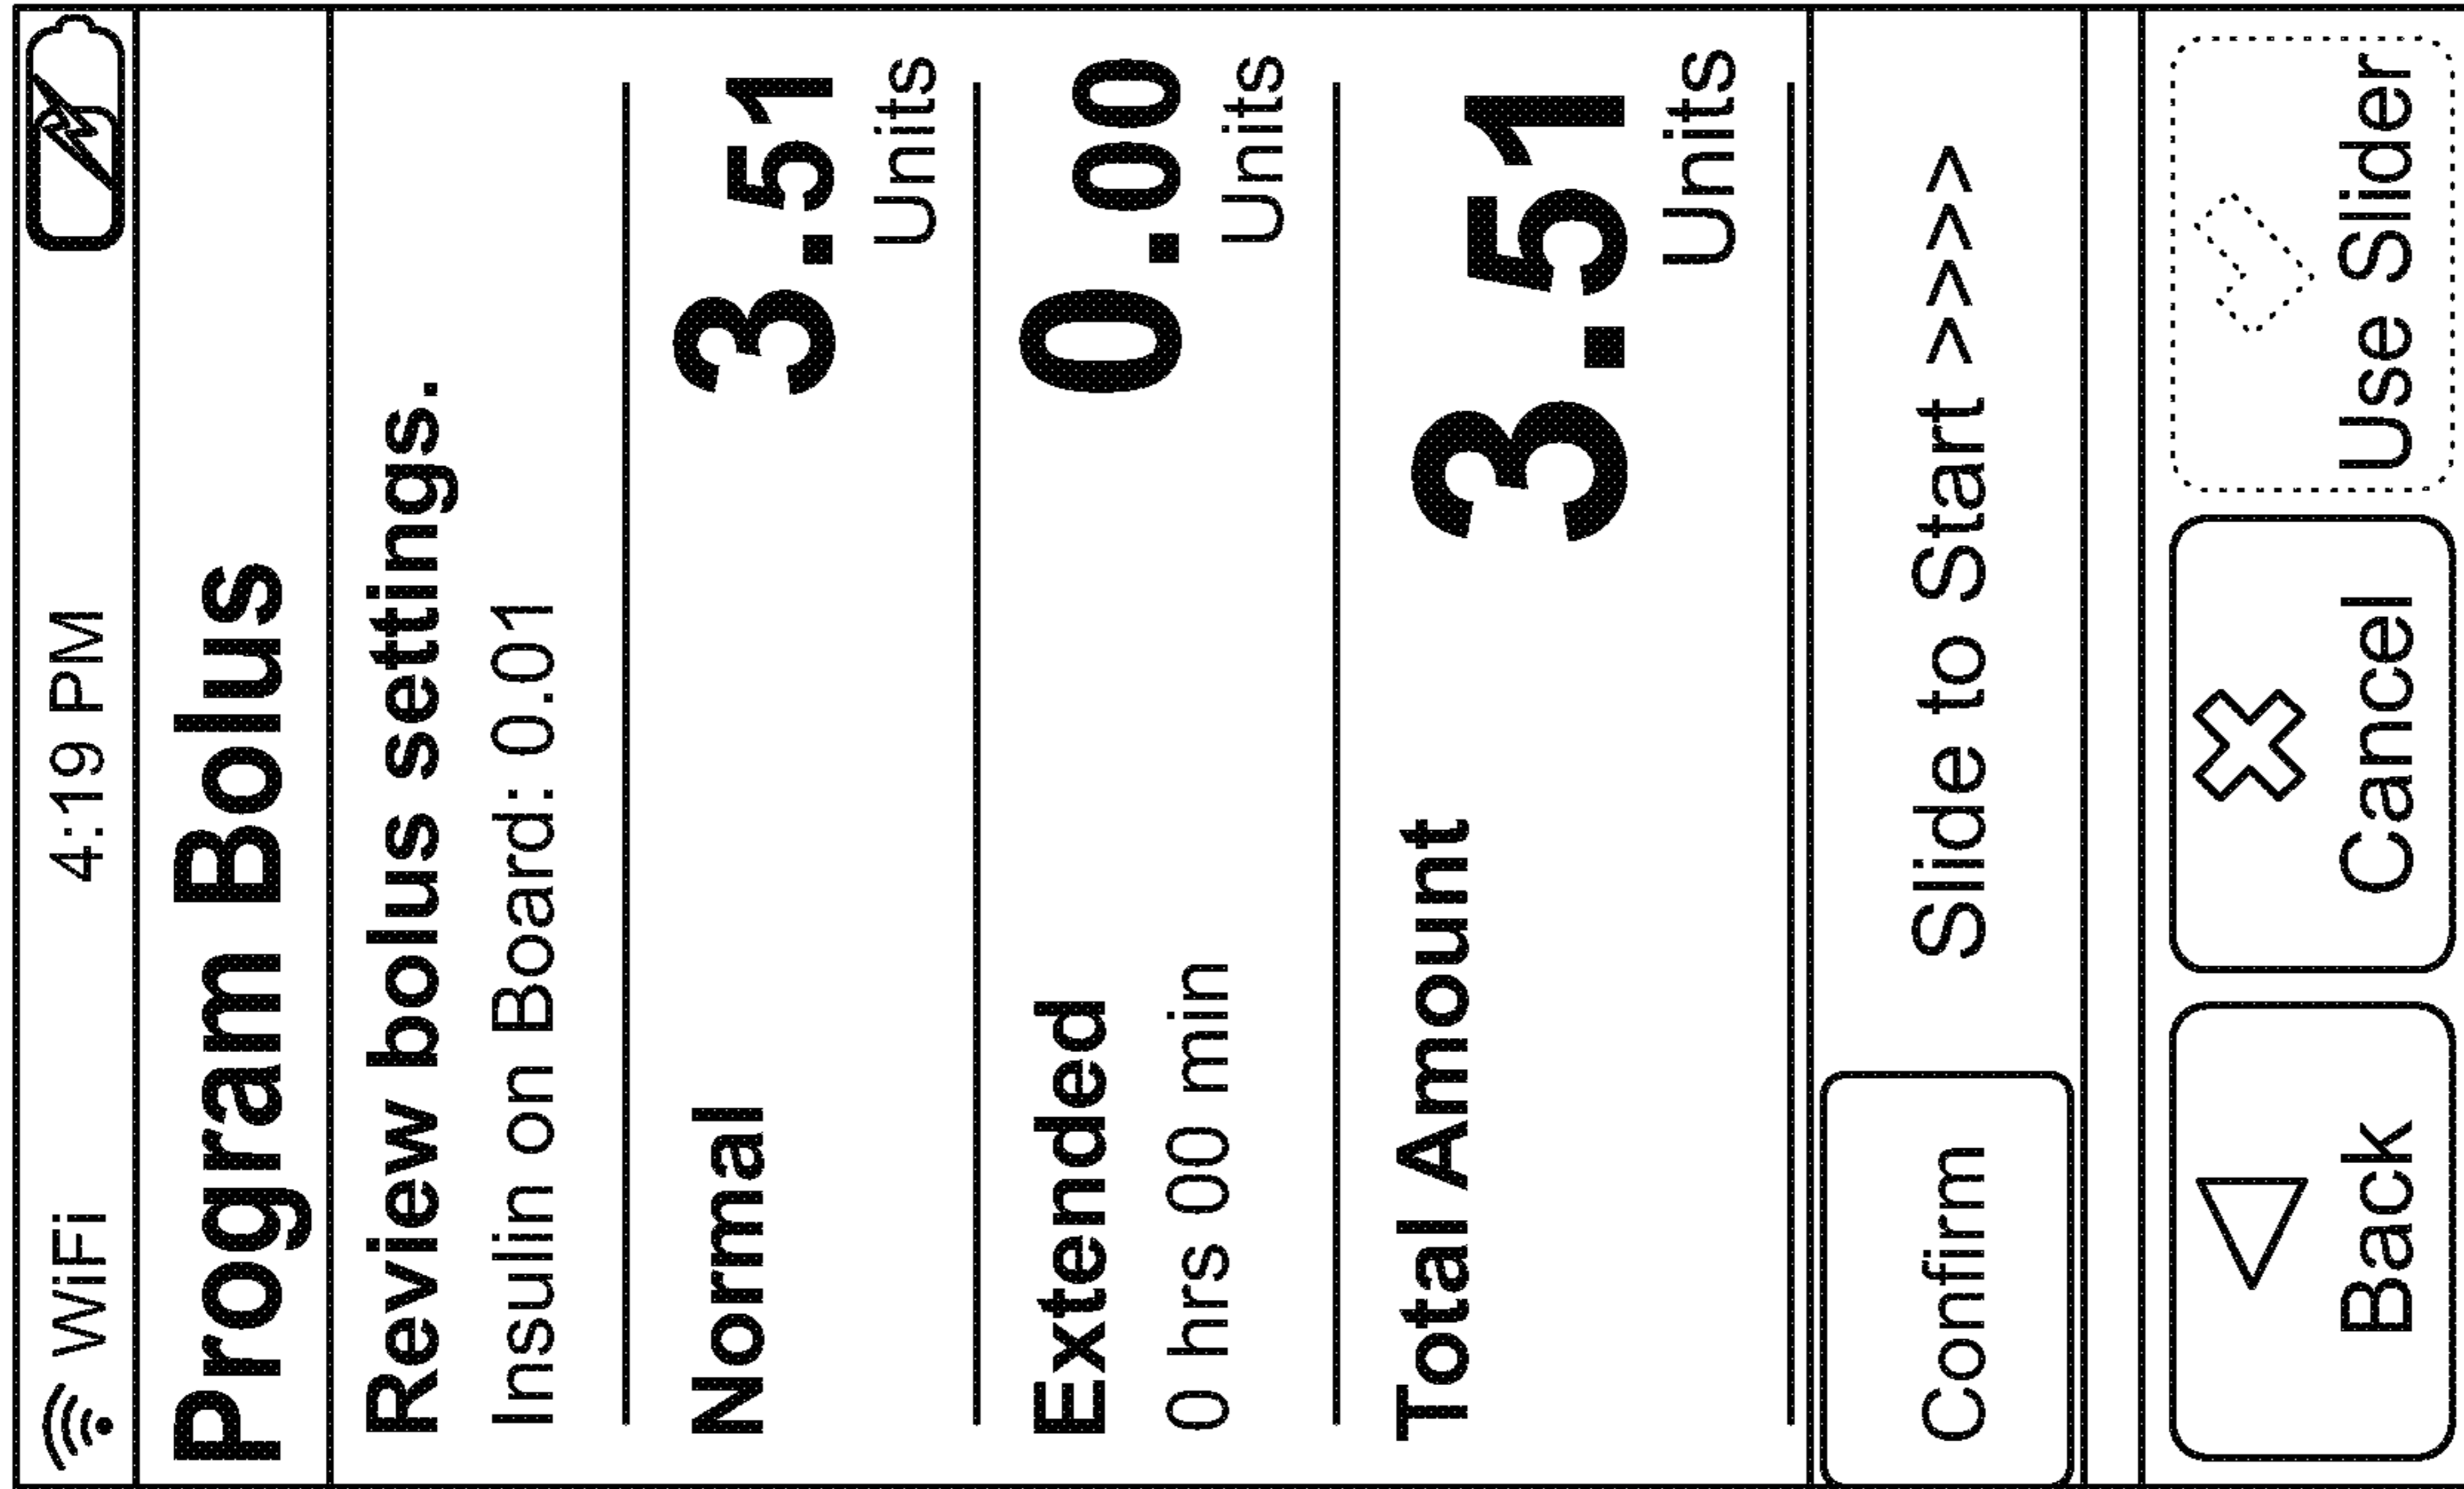 WiFi 4:19 PM
Program Bolus
Review bolus settings.
Insulin on Board: 0.01
Normal 3.51
Units
Extended 0.00
0 hrs 00 min Units
Total Amount 3.51
Units
Confirm Slide to Start >>>>
Back Cancel Use Slider